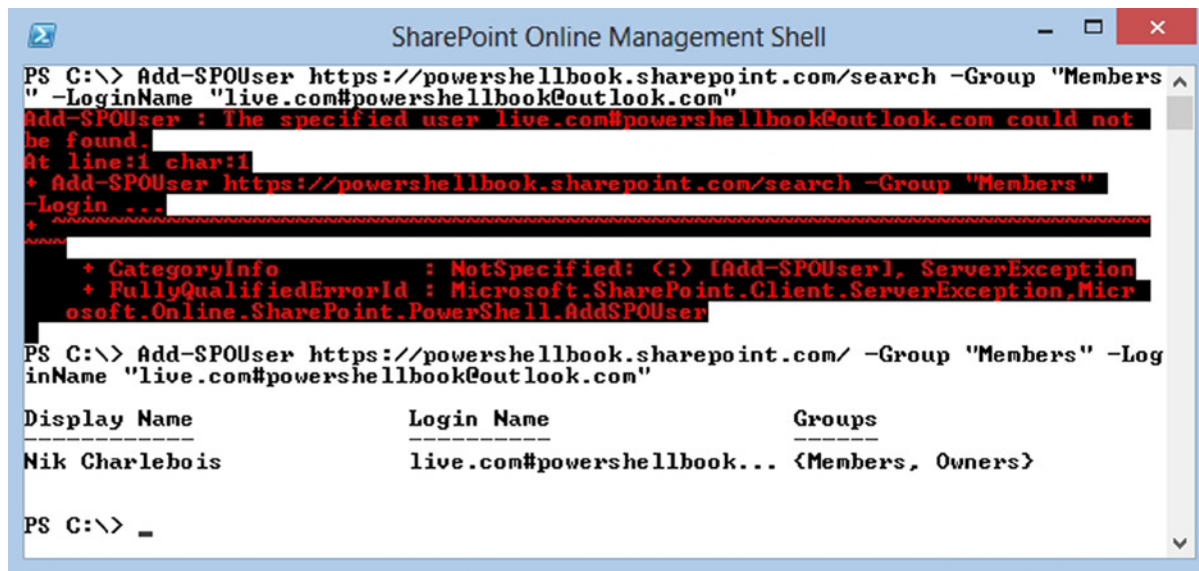 SharePoint Online Management Shell
PS C:\> Add-SPOUser https://powershellbook.sharepoint.com/search -Group "Members
" -LoginName "live.com#powershellbook@outlook.com"
Add-SPOUser : The specified user live.com#powershellbook@outlook.com could not
be found.
At line:1 char:1
+ Add-SPOUser https://powershellbook.sharepoint.com/search -Group "Members"
-Login ...
+ ~~~~~~~~~~~~~~~~~~~~~~~~~~~~~~~~~~~~~~~~~~~~~~~~~~~~~~~~~~~~~~~~~~~~~~~~~~~~~
~~~
+ CategoryInfo : NotSpecified: (:) [Add-SPOUser], ServerException
+ FullyQualifiedErrorId : Microsoft.SharePoint.Client.ServerException,Micr
osoft.Online.SharePoint.PowerShell.AddSPOUser
PS C:\> Add-SPOUser https://powershellbook.sharepoint.com/ -Group "Members" -Log
inName "live.com#powershellbook@outlook.com"
Display Name Login Name Groups
------------ ---------- ------
Nik Charlebois live.com#powershellbook... {Members, Owners}
PS C:\> _